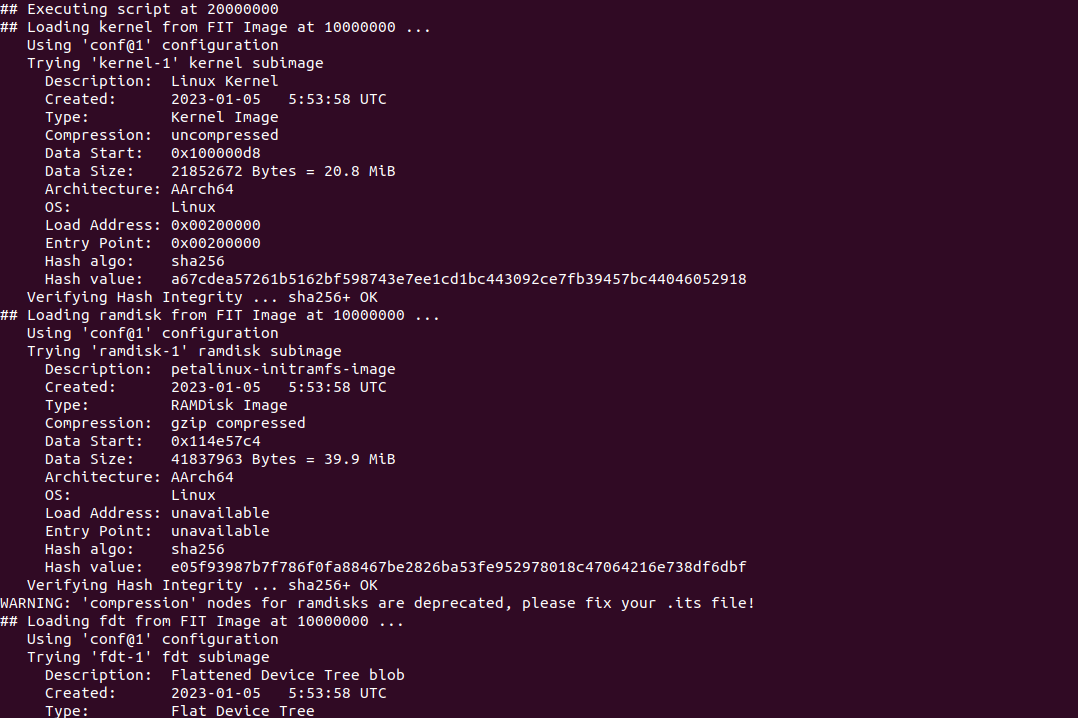 ## Executing script at 20000000
## Loading kernel from FIT Image at 10000000 ...
   Using 'conf@1' configuration
   Trying 'kernel-1' kernel subimage
     Description:  Linux Kernel
     Created:      2023-01-05   5:53:58 UTC
     Type:         Kernel Image
     Compression:  uncompressed
     Data Start:   0x100000d8
     Data Size:    21852672 Bytes = 20.8 MiB
     Architecture: AArch64
     OS:           Linux
     Load Address: 0x00200000
     Entry Point:  0x00200000
     Hash algo:    sha256
     Hash value:   a67cdea57261b5162bf598743e7ee1cd1bc443092ce7fb39457bc44046052918
   Verifying Hash Integrity ... sha256+ OK
## Loading ramdisk from FIT Image at 10000000 ...
   Using 'conf@1' configuration
   Trying 'ramdisk-1' ramdisk subimage
     Description:  petalinux-initramfs-image
     Created:      2023-01-05   5:53:58 UTC
     Type:         RAMDisk Image
     Compression:  gzip compressed
     Data Start:   0x114e57c4
     Data Size:    41837963 Bytes = 39.9 MiB
     Architecture: AArch64
     OS:           Linux
     Load Address: unavailable
     Entry Point:  unavailable
     Hash algo:    sha256
     Hash value:   e05f93987b7f786f0fa88467be2826ba53fe952978018c47064216e738df6dbf
   Verifying Hash Integrity ... sha256+ OK
WARNING: 'compression' nodes for ramdisks are deprecated, please fix your .its file!
## Loading fdt from FIT Image at 10000000 ...
   Using 'conf@1' configuration
   Trying 'fdt-1' fdt subimage
     Description:  Flattened Device Tree blob
     Created:      2023-01-05   5:53:58 UTC
     Type:         Flat Device Tree